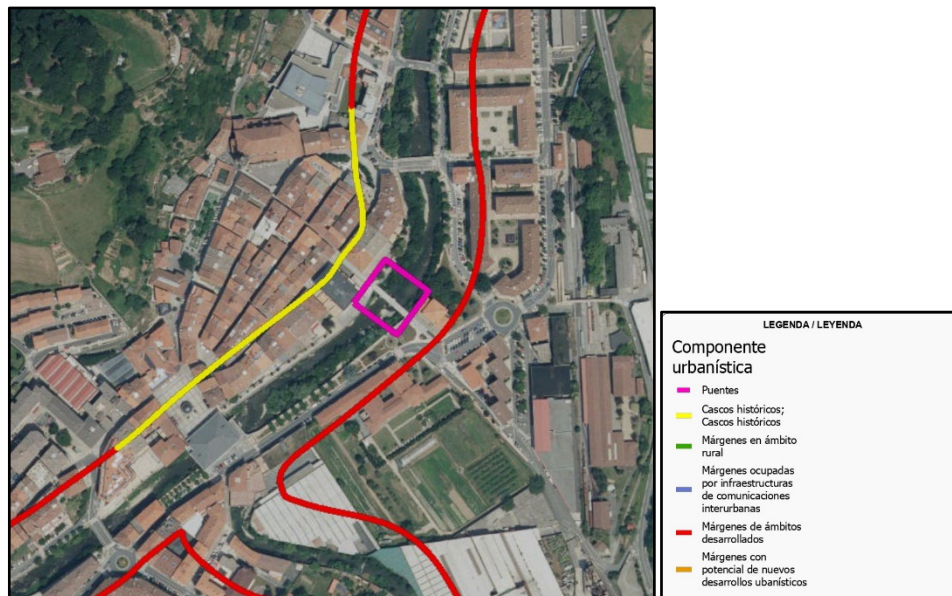 LEGENDA / LEYENDA
Componente
urbanística
Puentes
Cascos históricos;
Cascos históricos
Márgenes en ámbito
rural
Márgenes ocupadas
por infraestructuras
de comunicaciones
interurbanas
Márgenes de ámbitos
desarrollados
Márgenes con
potencial de nuevos
desarrollos ubanísticos